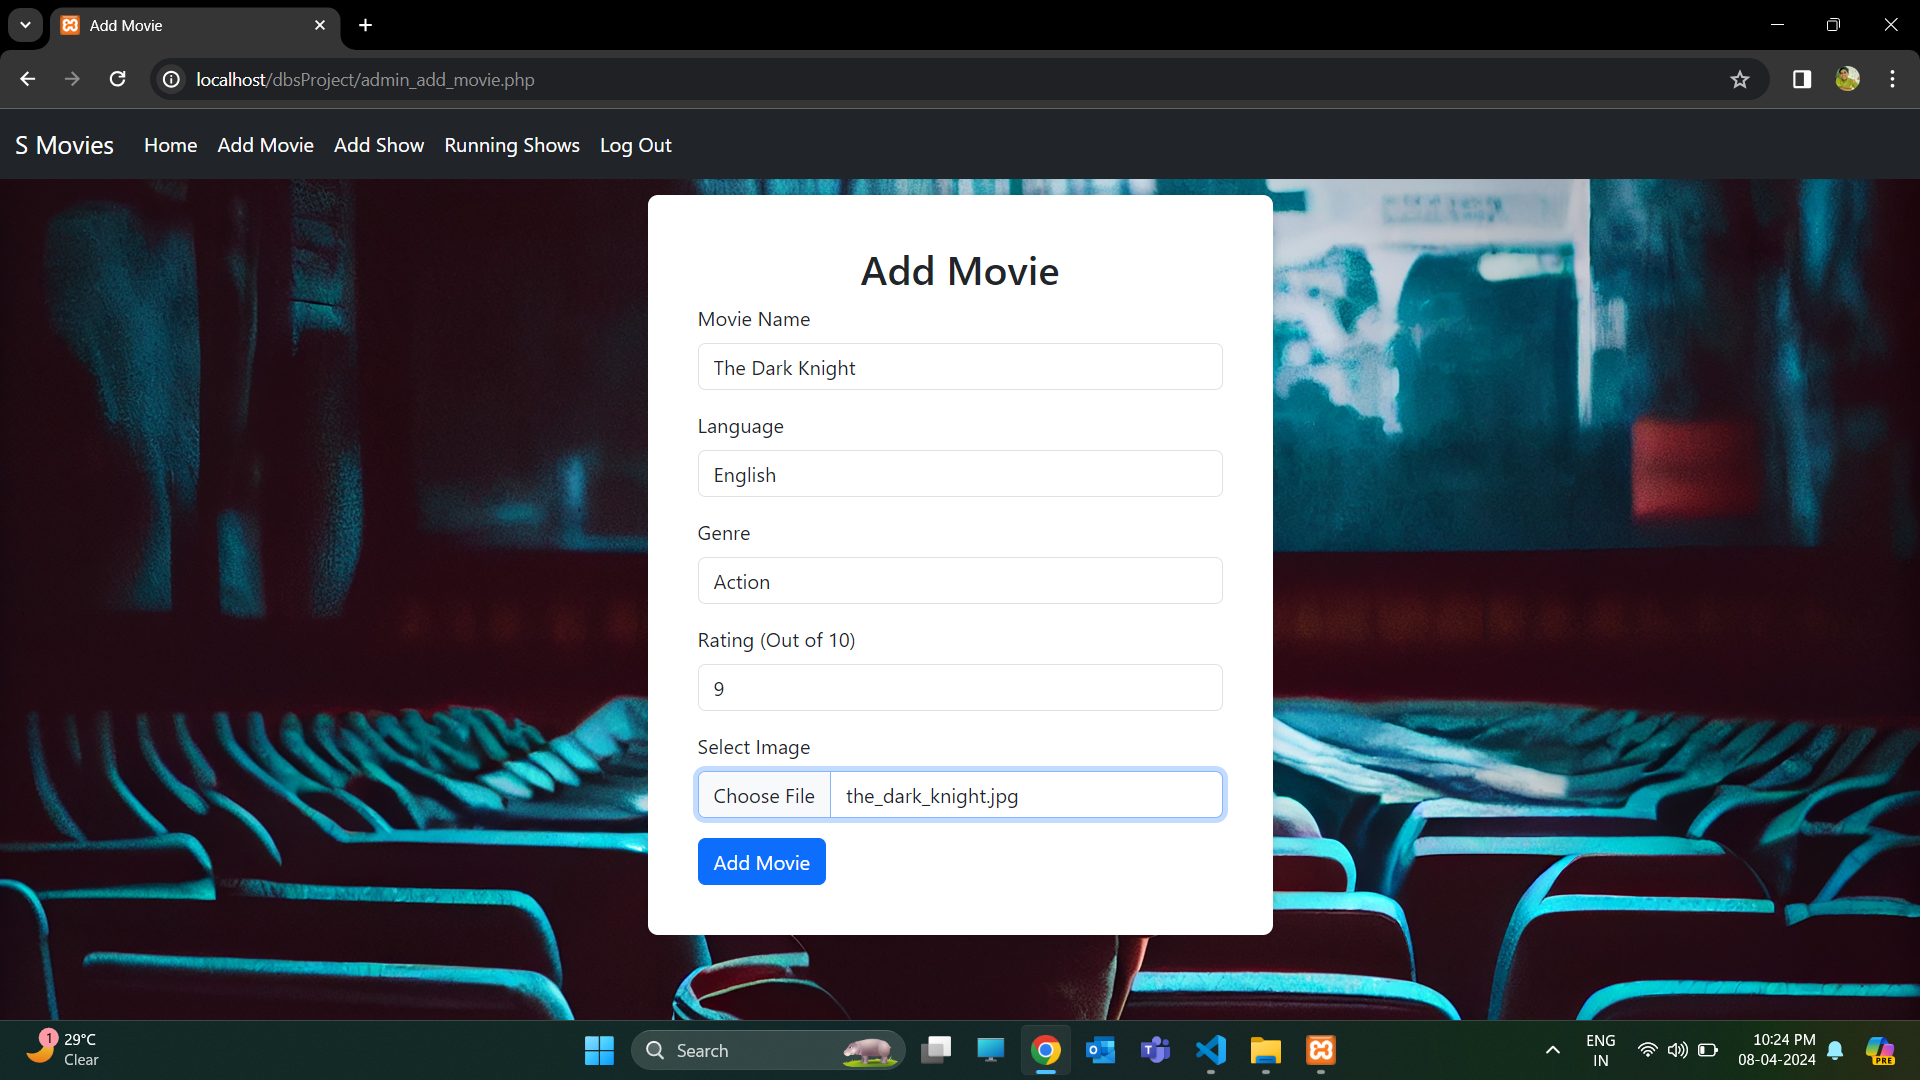 Add Movie
localhost/dbsProject/admin_add_movie.php
S Movies Home Add Movie Add Show Running Shows Log Out
Add Movie
Movie Name
The Dark Knight
Language
English
Genre
Action
Rating (Out of 10)
9
Select Image
Choose File the_dark_knight.jpg
Add Movie
1 29°C
Clear
Search
ENG
IN
10:24 PM
08-04-2024
PRE